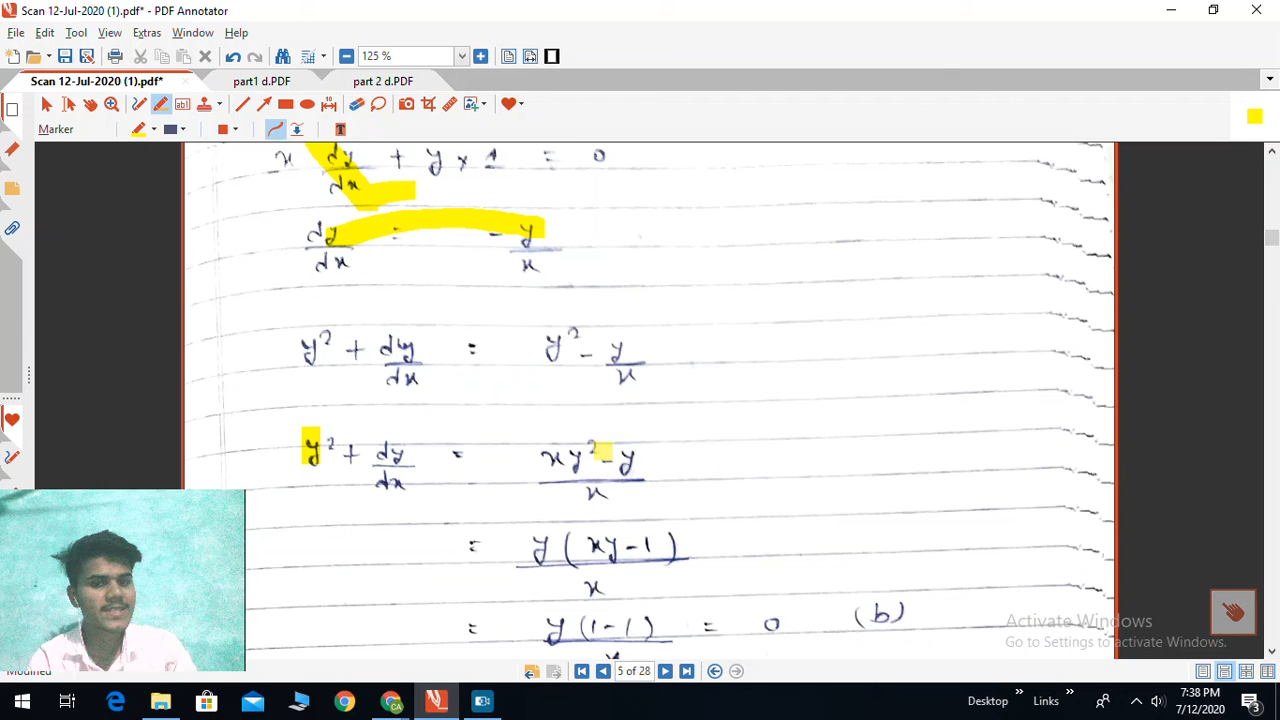 Scan 12-Jul-2020 (1).pdf* - PDF Annotator
File Edit Tool Extras Window Help
125 %
Scan 12-Jul-2020 (1).pdf* part1 d.PDF part 2 d.PDF
Marker
x dy/dx + y × 1 = 0
dy/dx = - y/x
y² + dy/dx = y² - y/x
y² + dy/dx = xy² - y / x
= y(xy-1) / x
= y(1-1) / x = 0 (b)
Activate Windows
Go to Settings to activate Windows.
Modified
5 of 28
Desktop Links
7:38 PM
7/12/2020
3